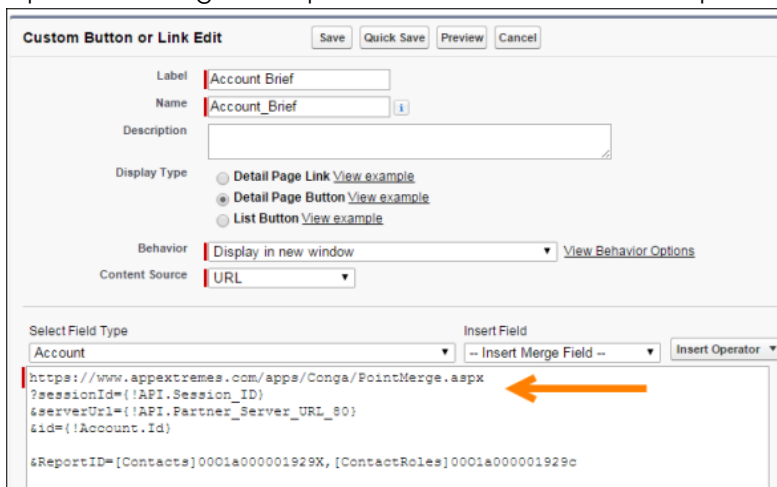 Custom Button or Link Edit Save Quick Save Preview Cancel
Label Account Brief
Name Account_Brief i
Description
Display Type Detail Page Link View example
Detail Page Button View example
List Button View example
Behavior Display in new window View Behavior Options
Content Source URL
Select Field Type Insert Field
Account -- Insert Merge Field -- Insert Operator
https://www.appextremes.com/apps/Conga/PointMerge.aspx
?sessionId={!API.Session_ID}
&serverUrl={!API.Partner_Server_URL_80}
&id={!Account.Id}
&ReportID=[Contacts]0001a000001929X,[ContactRoles]0001a000001929c